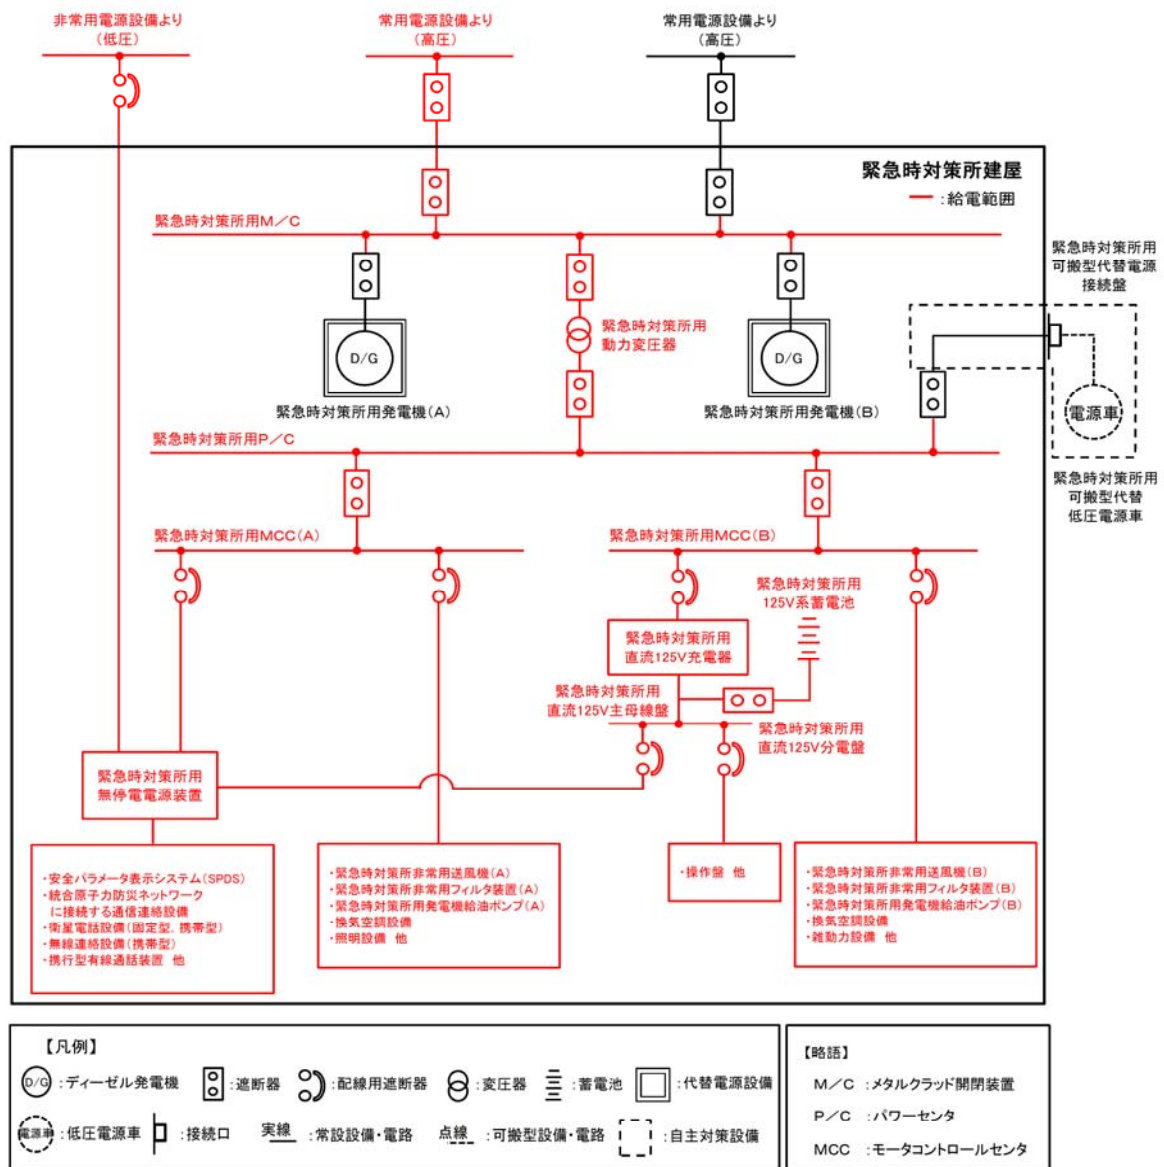 非常用電源設備より
(低圧)
常用電源設備より
(高圧)
常用電源設備より
(高圧)
緊急時対策所建屋
:給電範囲
緊急時対策所用M/C
緊急時対策所用
可搬型代替電源
接続盤
緊急時対策所用
動力変圧器
D/G
D/G
緊急時対策所用発電機(A)
緊急時対策所用発電機(B)
電源車
緊急時対策所用P/C
緊急時対策所用
可搬型代替
低圧電源車
緊急時対策所用MCC(A)
緊急時対策所用MCC(B)
緊急時対策所用
125V系蓄電池
緊急時対策所用
直流125V充電器
緊急時対策所用
直流125V主母線盤
緊急時対策所用
直流125V分電盤
緊急時対策所用
無停電電源装置
・安全パラメータ表示システム(SPDS)
・統合原子力防災ネットワーク
に接続する通信連絡設備
・衛星電話設備(固定型,携帯型)
・無線連絡設備(携帯型)
・携行型有線通話装置 他
・緊急時対策所非常用送風機(A)
・緊急時対策所非常用フィルタ装置(A)
・緊急時対策所用発電機給油ポンプ(A)
・換気空調設備
・照明設備 他
・操作盤 他
・緊急時対策所非常用送風機(B)
・緊急時対策所非常用フィルタ装置(B)
・緊急時対策所用発電機給油ポンプ(B)
・換気空調設備
・雑動力設備 他
【凡例】
D/G :ディーゼル発電機 :遮断器 :配線用遮断器 :変圧器 :蓄電池 :代替電源設備
電源車 :低圧電源車 :接続口 実線 :常設設備・電路 点線 :可搬型設備・電路 :自主対策設備
【略語】
M/C :メタルクラッド開閉装置
P/C :パワーセンタ
MCC :モータコントロールセンタ